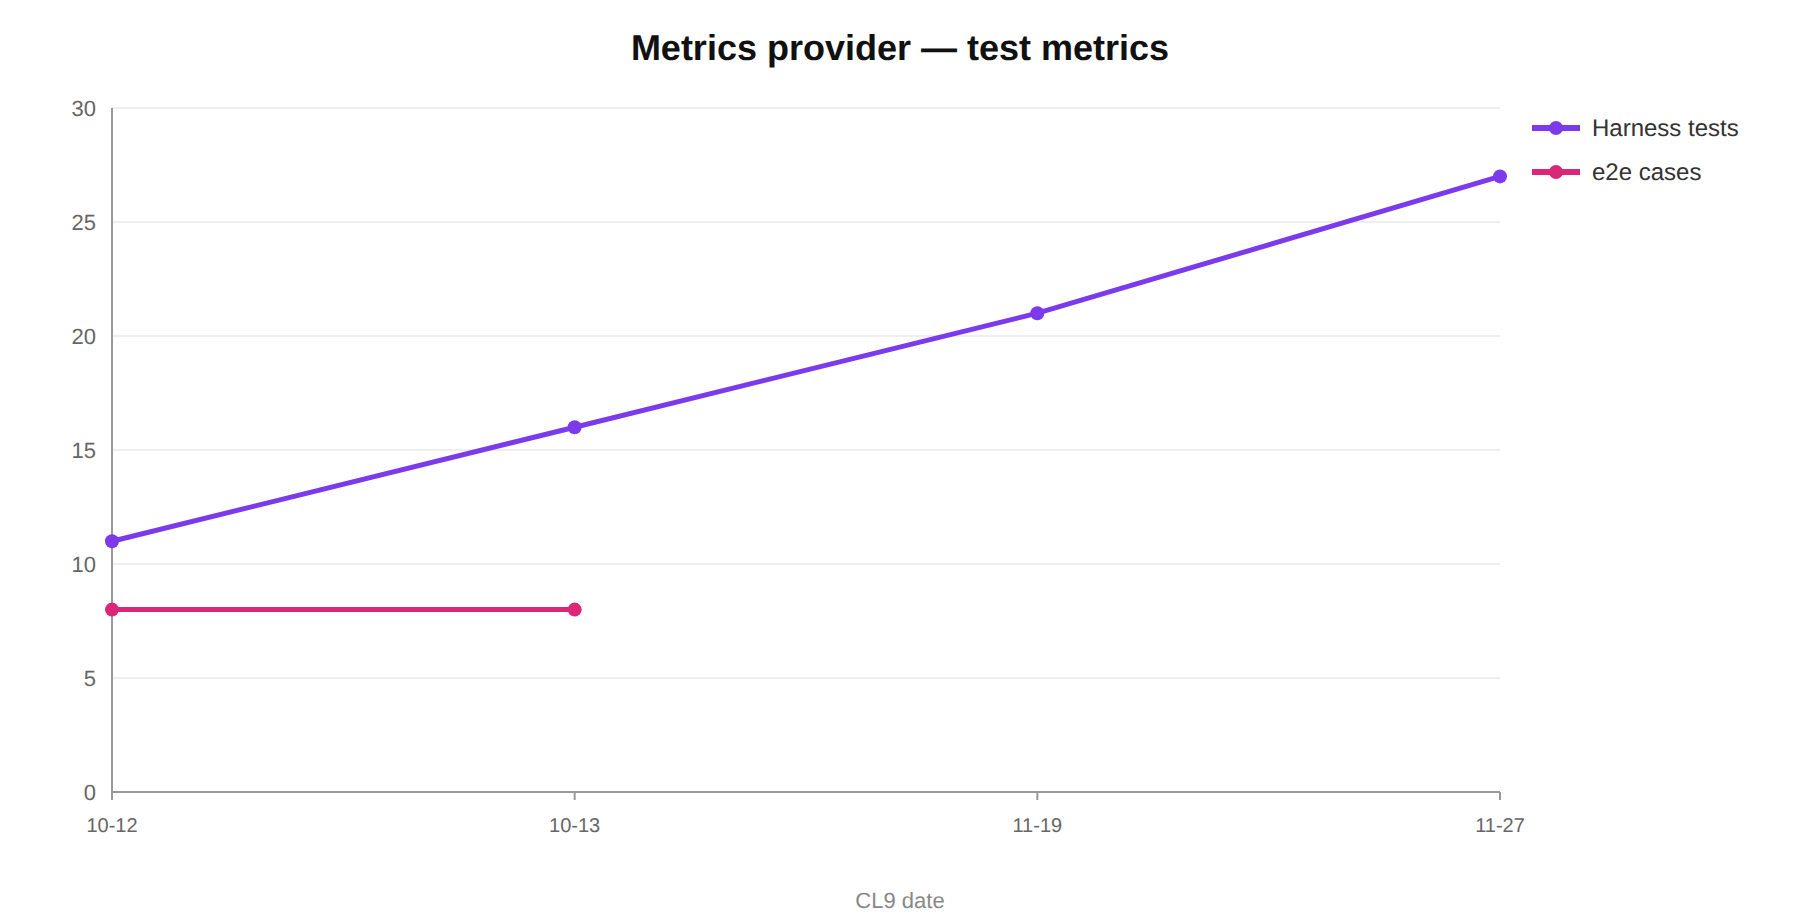 Metrics provider — test metrics
30
25
20
15
10
5
0
10-12
10-13
11-19
11-27
CL9 date
Harness tests
e2e cases